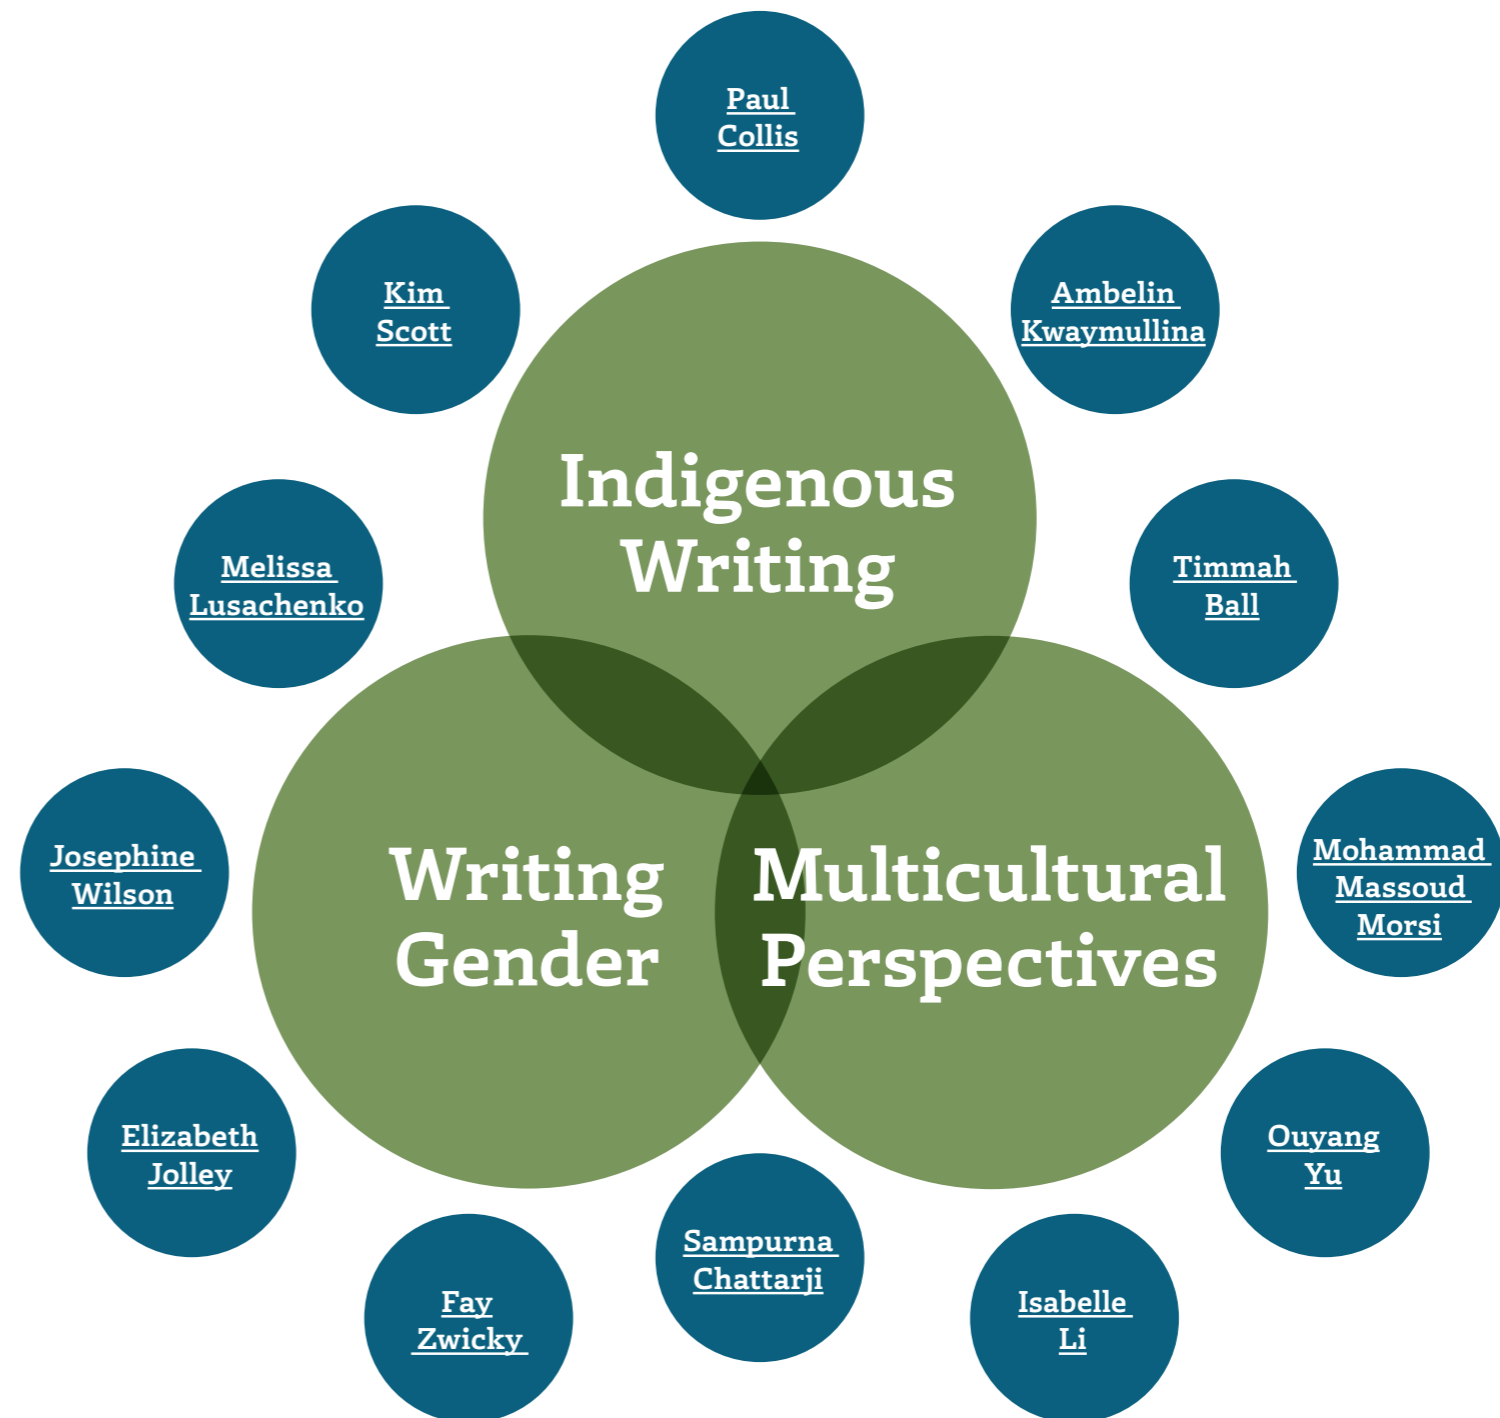 Paul
Collis
Kim
Scott
Ambelin
Kwaymullina
Indigenous
Writing
Melissa
Lusachenko
Timmah
Ball
Writing
Gender
Multicultural
Perspectives
Josephine
Wilson
Mohammad
Massoud
Morsi
Elizabeth
Jolley
Ouyang
Yu
Sampurna
Chattarji
Fay
Zwicky
Isabelle
Li